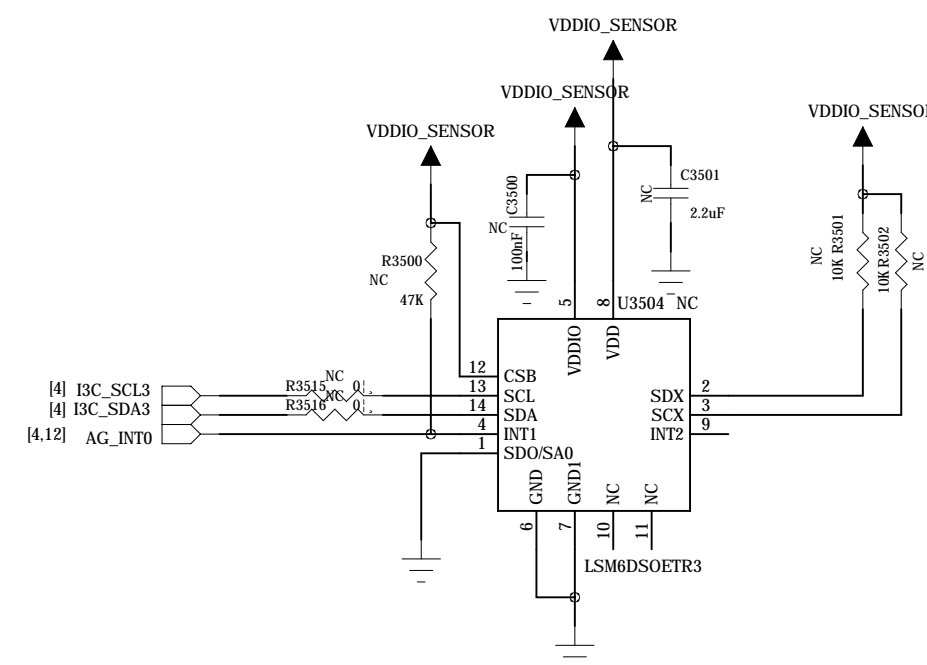 VDDIO_SENSOR
VDDIO_SENSOR
VDDIO_SENSOR
VDDIO_SENSOR
C3500
NC
100nF
C3501
NC
2.2uF
R3500
NC
47K
NC
10K R3501
10K R3502
NC
5
8
U3504
NC
VDDIO
VDD
12
CSB
[4] I3C_SCL3
R3515
NC
0
13
SCL
[4] I3C_SDA3
R3516
NC
0
14
SDA
[4,12] AG_INT0
4
INT1
1
SDO/SA0
SDX
2
SCX
3
INT2
9
GND
GND1
NC
NC
6
7
10
11
LSM6DSOETR3